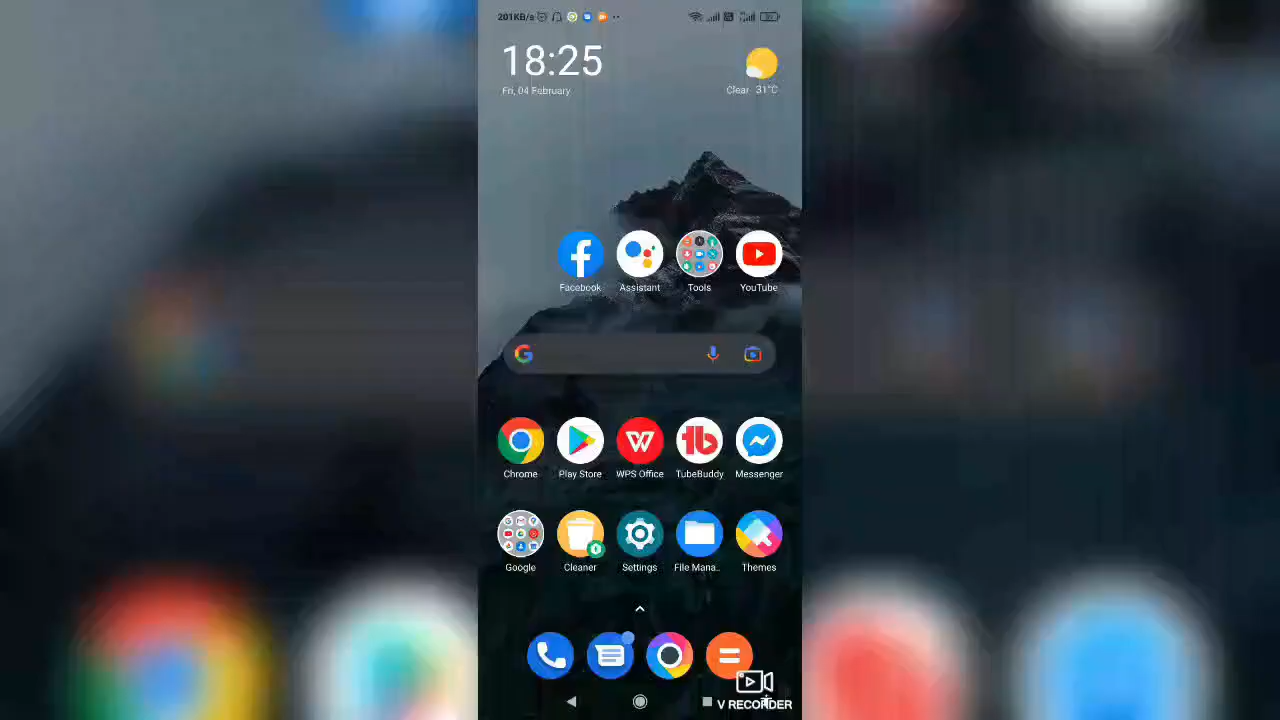 201KB/s
18:25
Fri, 04 February
Clear 31°C
Facebook
Assistant
Tools
YouTube
Chrome
Play Store
WPS Office
TubeBuddy
Messenger
Google
Cleaner
Settings
File Mana..
Themes
V RECORDER